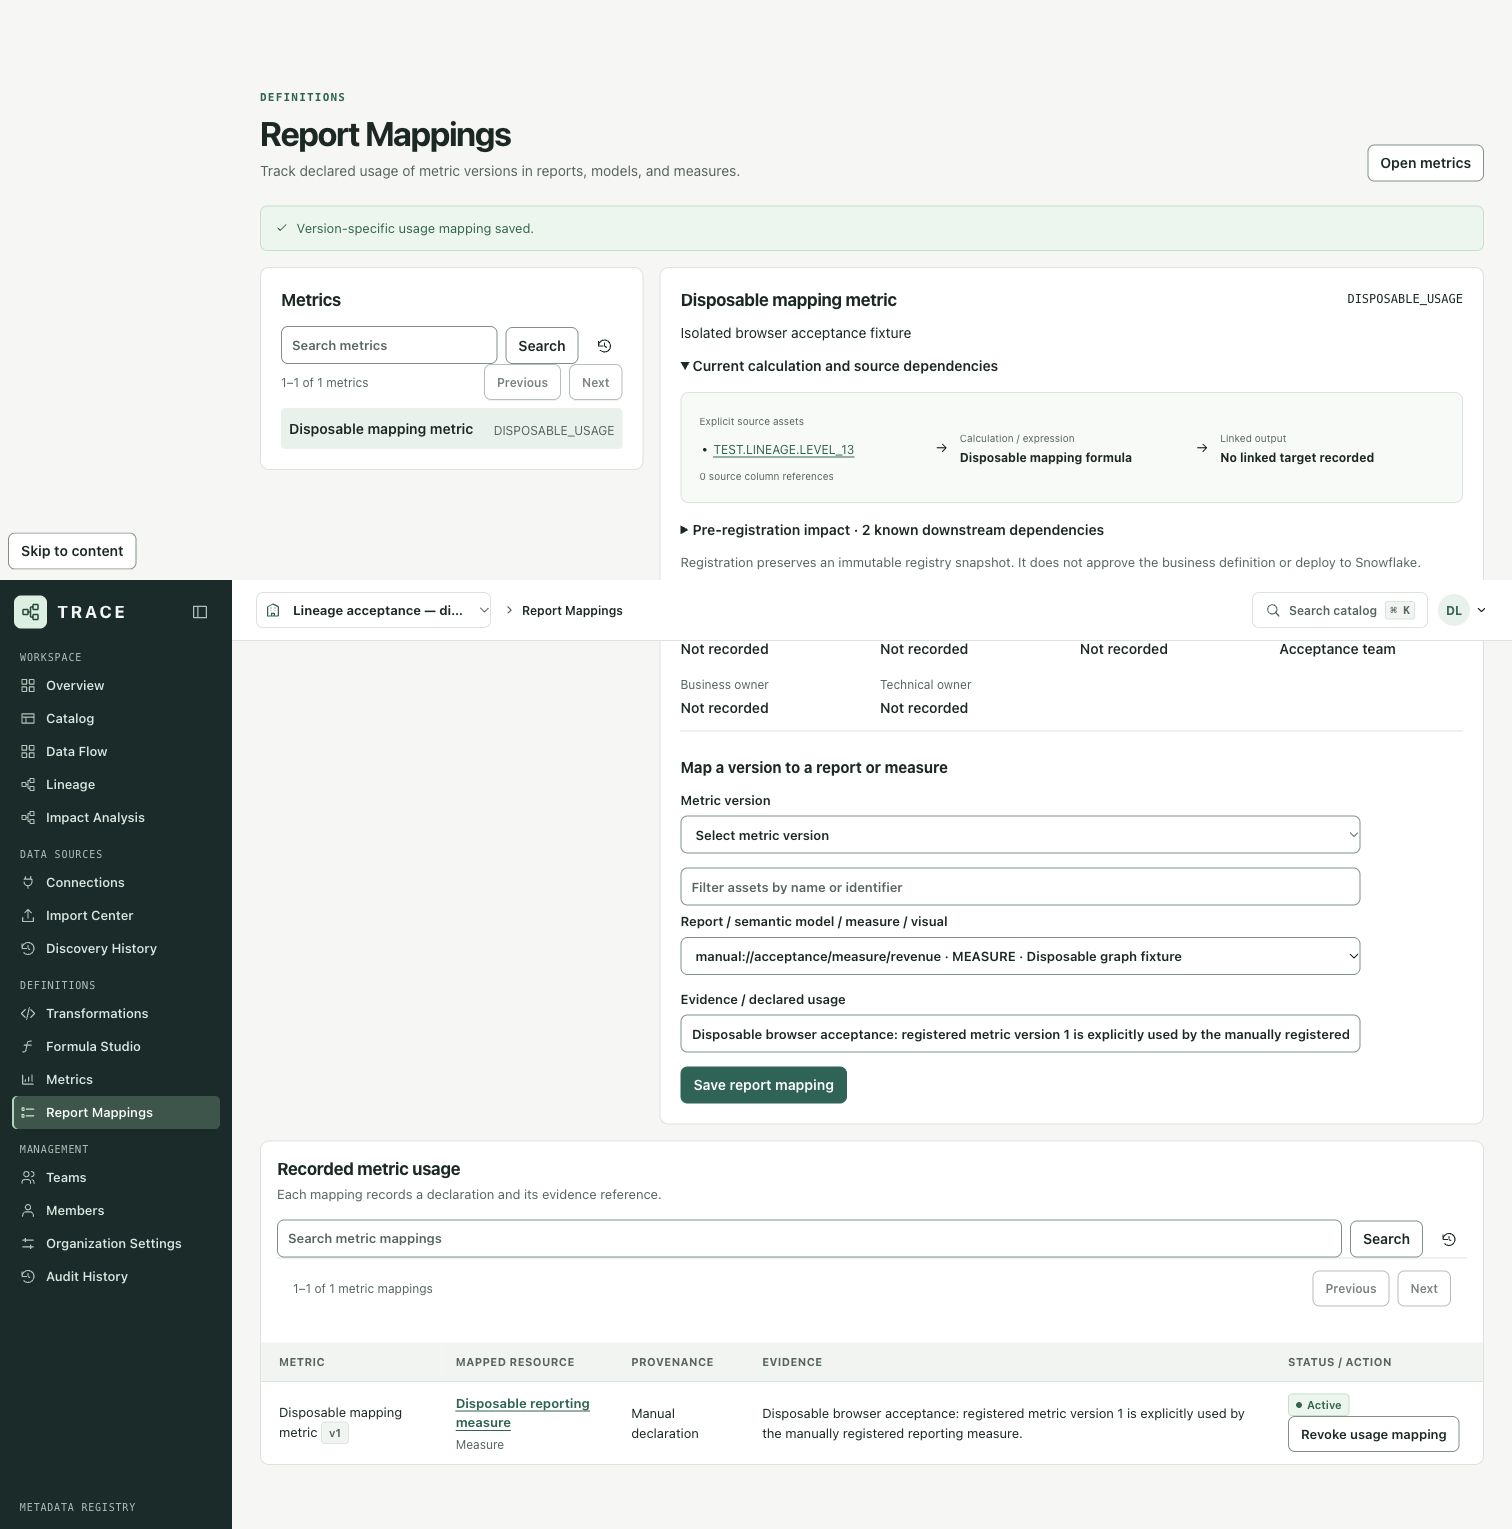 DEFINITIONS
Report Mappings
Track declared usage of metric versions in reports, models, and measures.
Open metrics
Version-specific usage mapping saved.
Metrics
Search metrics
Search
1–1 of 1 metrics
Previous
Next
Disposable mapping metric
DISPOSABLE_USAGE
Disposable mapping metric
DISPOSABLE_USAGE
Isolated browser acceptance fixture
Current calculation and source dependencies
Explicit source assets
• TEST.LINEAGE.LEVEL_13
0 source column references
→
Calculation / expression
Disposable mapping formula
→
Linked output
No linked target recorded
Pre-registration impact · 2 known downstream dependencies
Registration preserves an immutable registry snapshot. It does not approve the business definition or deploy to Snowflake.
Skip to content
TRACE
WORKSPACE
Overview
Catalog
Data Flow
Lineage
Impact Analysis
DATA SOURCES
Connections
Import Center
Discovery History
DEFINITIONS
Transformations
Formula Studio
Metrics
Report Mappings
MANAGEMENT
Teams
Members
Organization Settings
Audit History
METADATA REGISTRY
Lineage acceptance — di...
Report Mappings
Search catalog
⌘ K
DL
Not recorded
Not recorded
Not recorded
Acceptance team
Business owner
Not recorded
Technical owner
Not recorded
Map a version to a report or measure
Metric version
Select metric version
Filter assets by name or identifier
Report / semantic model / measure / visual
manual://acceptance/measure/revenue · MEASURE · Disposable graph fixture
Evidence / declared usage
Disposable browser acceptance: registered metric version 1 is explicitly used by the manually registered
Save report mapping
Recorded metric usage
Each mapping records a declaration and its evidence reference.
Search metric mappings
Search
1–1 of 1 metric mappings
Previous
Next
METRIC
MAPPED RESOURCE
PROVENANCE
EVIDENCE
STATUS / ACTION
Disposable mapping
metric v1
Disposable reporting
measure
Measure
Manual
declaration
Disposable browser acceptance: registered metric version 1 is explicitly used by
the manually registered reporting measure.
Active
Revoke usage mapping